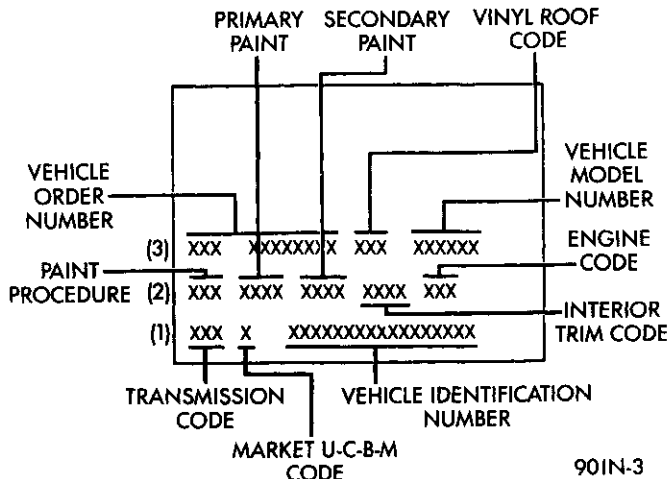 PRIMARY PAINT
SECONDARY PAINT
VINYL ROOF CODE
VEHICLE ORDER NUMBER
VEHICLE MODEL NUMBER
(3) XXX XXXXXXXX XXX XXXXXX
ENGINE CODE
PAINT PROCEDURE
(2) XXX XXXX XXXX XXXX XXX
INTERIOR TRIM CODE
(1) XXX X XXXXXXXXXXXXXXXXX
TRANSMISSION CODE
VEHICLE IDENTIFICATION NUMBER
MARKET U-C-B-M CODE
901N-3